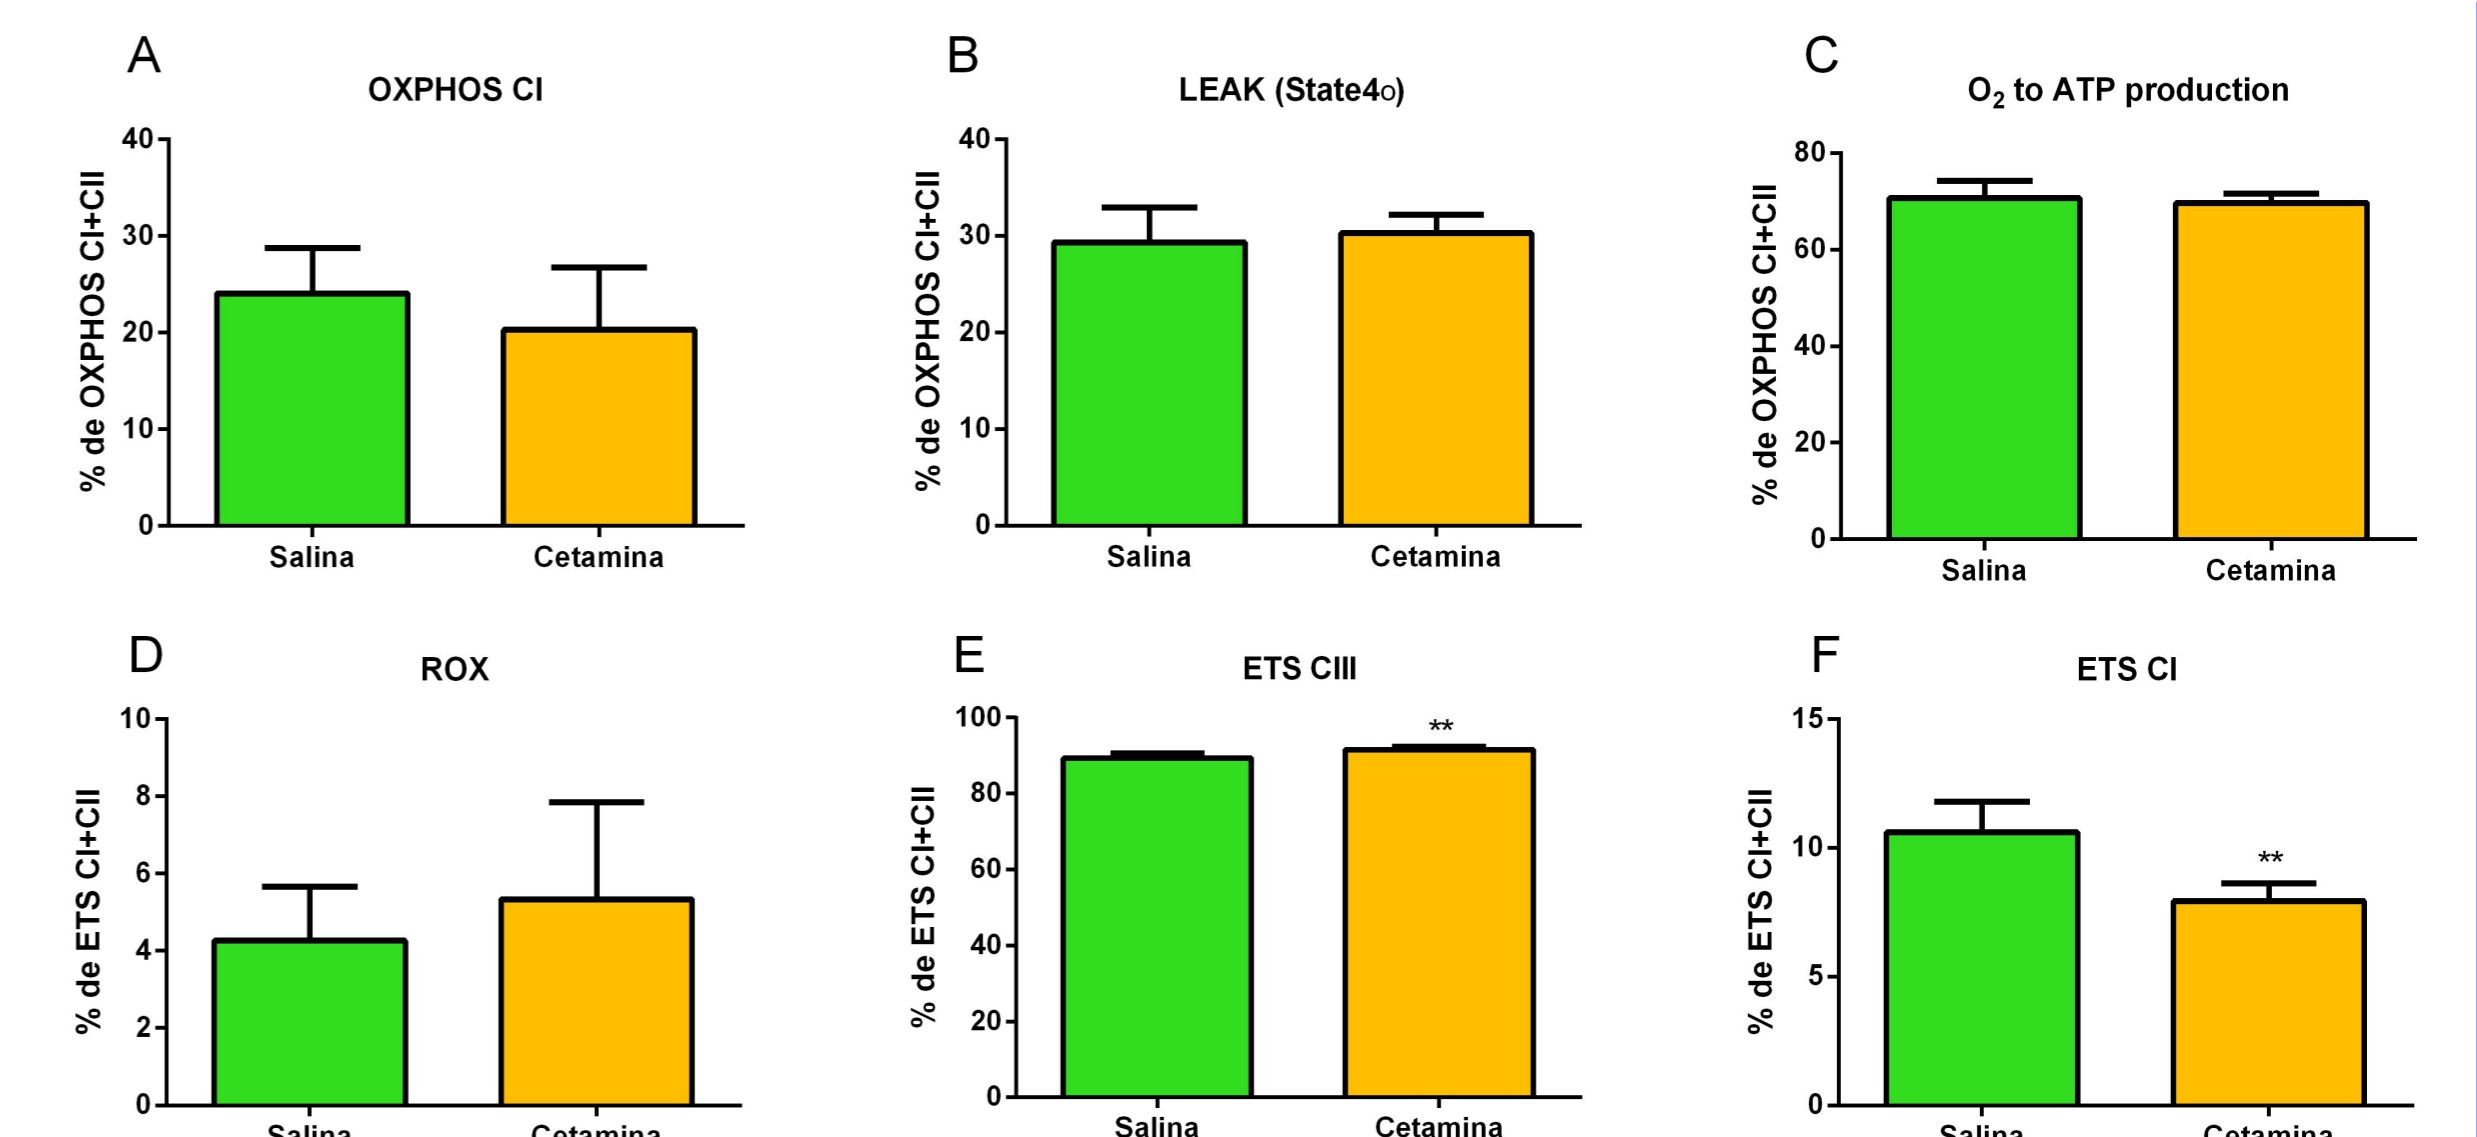 A
OXPHOS CI
% de OXPHOS CI+CII
40
30
20
10
0
Salina
Cetamina
B
LEAK (State4o)
% de OXPHOS CI+CII
40
30
20
10
0
Salina
Cetamina
C
O₂ to ATP production
% de OXPHOS CI+CII
80
60
40
20
0
Salina
Cetamina
D
ROX
% de ETS CI+CII
10
8
6
4
2
0
Salina
Cetamina
E
ETS CIII
% de ETS CI+CII
100
80
60
40
20
0
**
Salina
Cetamina
F
ETS CI
% de ETS CI+CII
15
10
5
0
**
Salina
Cetamina